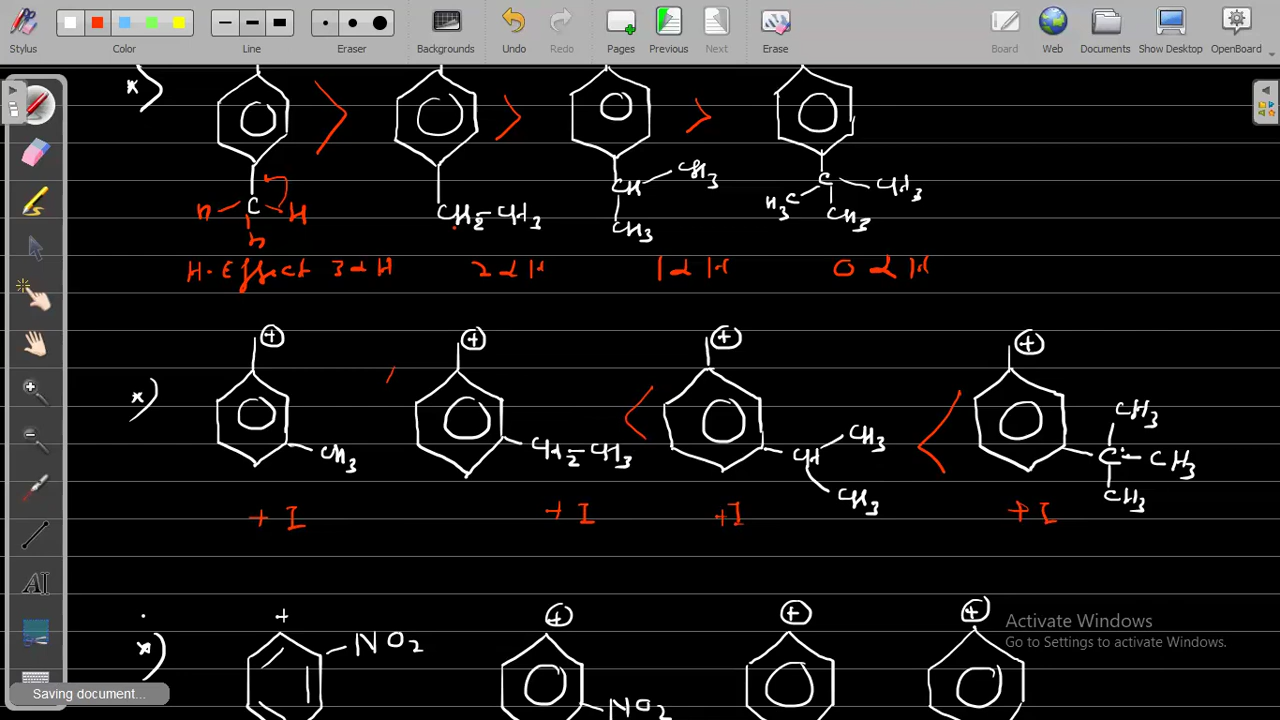 Stylus Color Line Eraser Backgrounds Undo Redo Pages Previous Next Erase Board Web Documents Show Desktop OpenBoard
*)
> > >
H - C - H CH2 - CH3 CH CH3 H3C C CH3
H CH3 CH3
H. Effect 3 α H 2 α H 1 α H 0 α H
+ + + +
*) < <
CH3 CH2 - CH3 CH CH3 CH3 C - CH3 CH3 CH3
+ I + I + I + I
Activate Windows
Go to Settings to activate Windows.
+ + + +
*) NO2 NO2
Saving document...